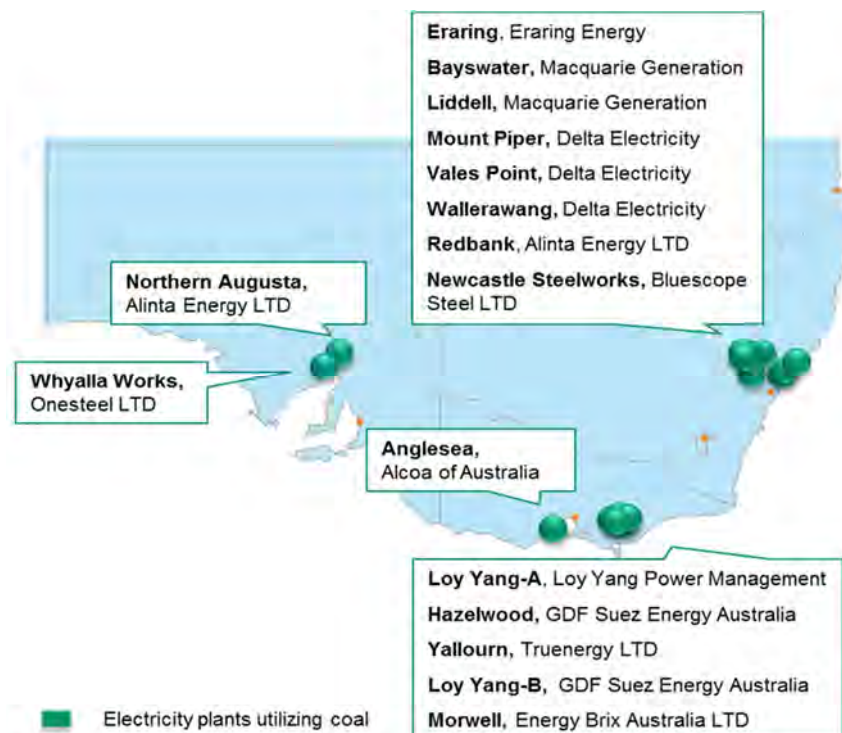 Eraring, Eraring Energy
Bayswater, Macquarie Generation
Liddell, Macquarie Generation
Mount Piper, Delta Electricity
Vales Point, Delta Electricity
Wallerawang, Delta Electricity
Redbank, Alinta Energy LTD
Newcastle Steelworks, Bluescope
Steel LTD
Northern Augusta,
Alinta Energy LTD
Whyalla Works,
Onesteel LTD
Anglesea,
Alcoa of Australia
Loy Yang-A, Loy Yang Power Management
Hazelwood, GDF Suez Energy Australia
Yallourn, Truenergy LTD
Loy Yang-B, GDF Suez Energy Australia
Morwell, Energy Brix Australia LTD
Electricity plants utilizing coal